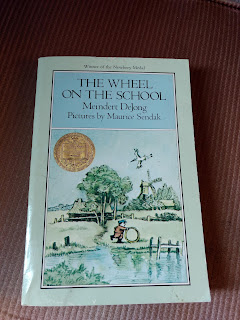 Winner of the Newbery Medal
THE WHEEL
ON THE SCHOOL
Meindert DeJong
Pictures by Maurice Sendak